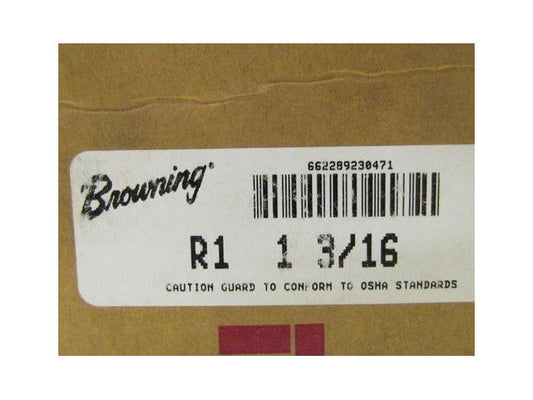 Browning
662289230471
R1 1 3/16
CAUTION GUARD TO CONFORM TO OSHA STANDARDS